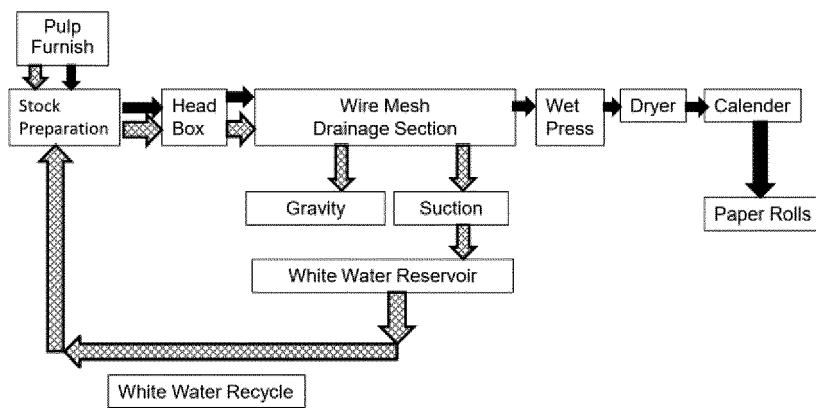 Pulp
Furnish
Stock
Preparation
Head
Box
Wire Mesh
Drainage Section
Wet
Press
Dryer
Calender
Gravity
Suction
Paper Rolls
White Water Reservoir
White Water Recycle